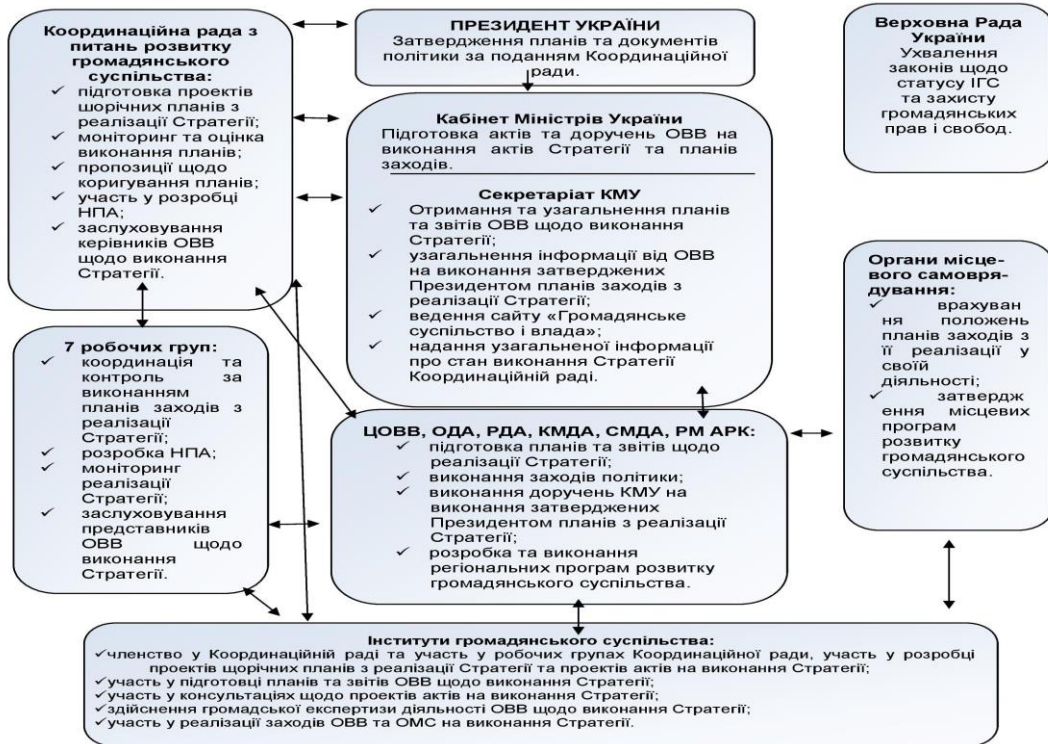 Координаційна рада з
питань розвитку
громадянського
суспільства:
✓ підготовка проектів
щорічних планів з
реалізації Стратегії;
✓ моніторинг та оцінка
виконання планів;
✓ пропозиції щодо
коригування планів;
✓ участь у розробці
НПА;
✓ заслуховування
керівників ОВВ
щодо виконання
Стратегії.
ПРЕЗИДЕНТ УКРАЇНИ
Затвердження планів та документів
політики за поданням Координаційної
ради.
Верховна Рада
України
Ухвалення
законів щодо
статусу ІГС
та захисту
громадянських
прав і свобод.
Кабінет Міністрів України
Підготовка актів та доручень ОВВ на
виконання актів Стратегії та планів
заходів.
Секретаріат КМУ
✓ Отримання та узагальнення планів
та звітів ОВВ щодо виконання
Стратегії;
✓ узагальнення інформації від ОВВ
на виконання затверджених
Президентом планів заходів з
реалізації Стратегії;
✓ ведення сайту «Громадянське
суспільство і влада»;
✓ надання узагальненої інформації
про стан виконання Стратегії
Координаційній раді.
Органи місце-
вого самовря-
дування:
✓ врахуван
ня положень
планів заходів з
її реалізації у
своїй
діяльності;
✓ затвердж
ення місцевих
програм
розвитку
громадянського
суспільства.
7 робочих груп:
✓ координація та
контроль за
виконанням
планів заходів з
реалізації
Стратегії;
✓ розробка НПА;
✓ моніторинг
реалізації
Стратегії;
✓ заслуховування
представників
ОВВ щодо
виконання
Стратегії.
ЦОВВ, ОДА, РДА, КМДА, СМДА, РМ АРК:
✓ підготовка планів та звітів щодо
реалізації Стратегії;
✓ виконання заходів політики;
✓ виконання доручень КМУ на
виконання затверджених
Президентом планів з реалізації
Стратегії;
✓ розробка та виконання
регіональних програм розвитку
громадянського суспільства.
Інститути громадянського суспільства:
✓членство у Координаційній раді та участь у робочих групах Координаційної ради, участь у розробці
проектів щорічних планів з реалізації Стратегії та проектів актів на виконання Стратегії;
✓участь у підготовці планів та звітів ОВВ щодо виконання Стратегії;
✓участь у консультаціях щодо проектів актів на виконання Стратегії;
✓здійснення громадської експертизи діяльності ОВВ щодо виконання Стратегії;
✓участь у реалізації заходів ОВВ та ОМС на виконання Стратегії.